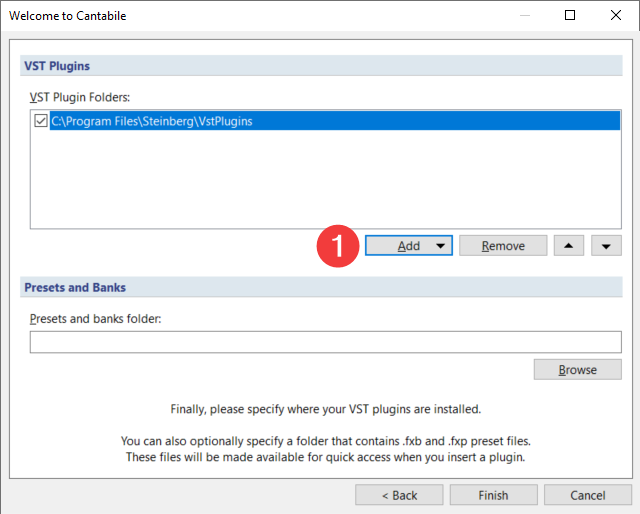 Welcome to Cantabile
VST Plugins
VST Plugin Folders:
C:\Program Files\Steinberg\VstPlugins
1
Add
Remove
Presets and Banks
Presets and banks folder:
Browse
Finally, please specify where your VST plugins are installed.
You can also optionally specify a folder that contains .fxb and .fxp preset files.
These files will be made available for quick access when you insert a plugin.
< Back
Finish
Cancel